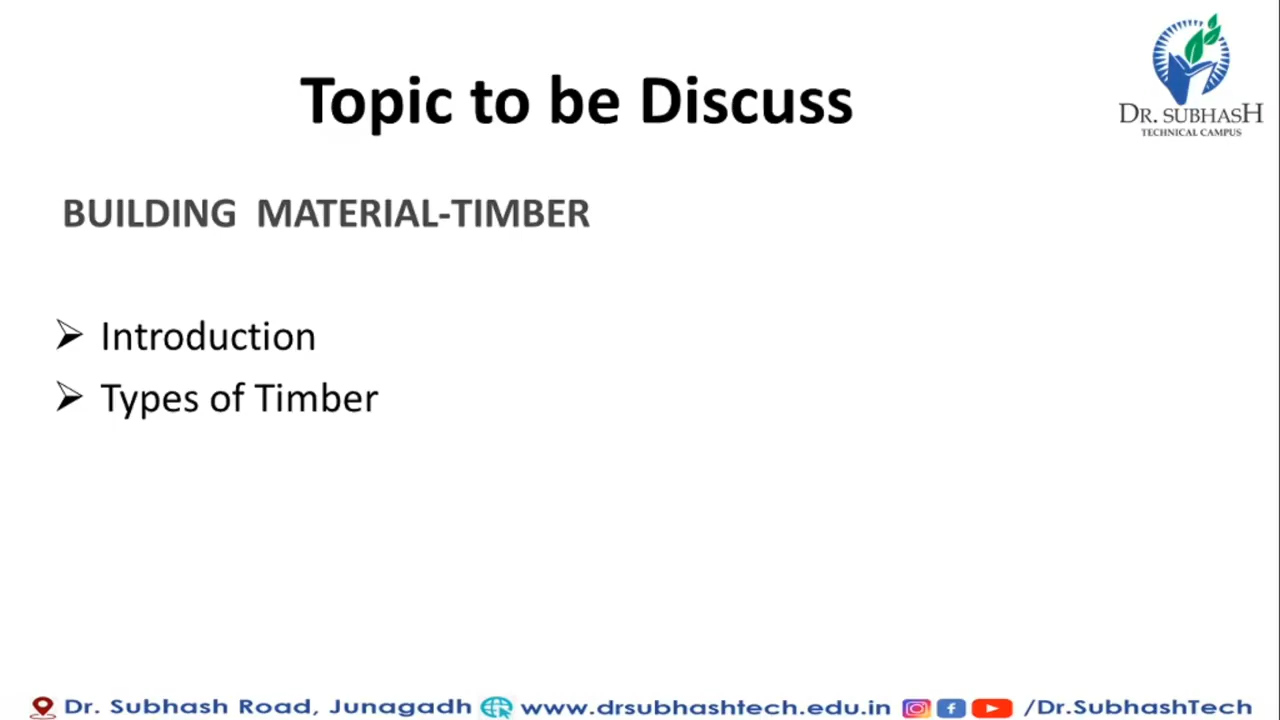 Topic to be Discuss
DR. SUBHASH
TECHNICAL CAMPUS
BUILDING MATERIAL-TIMBER
Introduction
Types of Timber
Dr. Subhash Road, Junagadh www.drsubhashtech.edu.in /Dr.SubhashTech